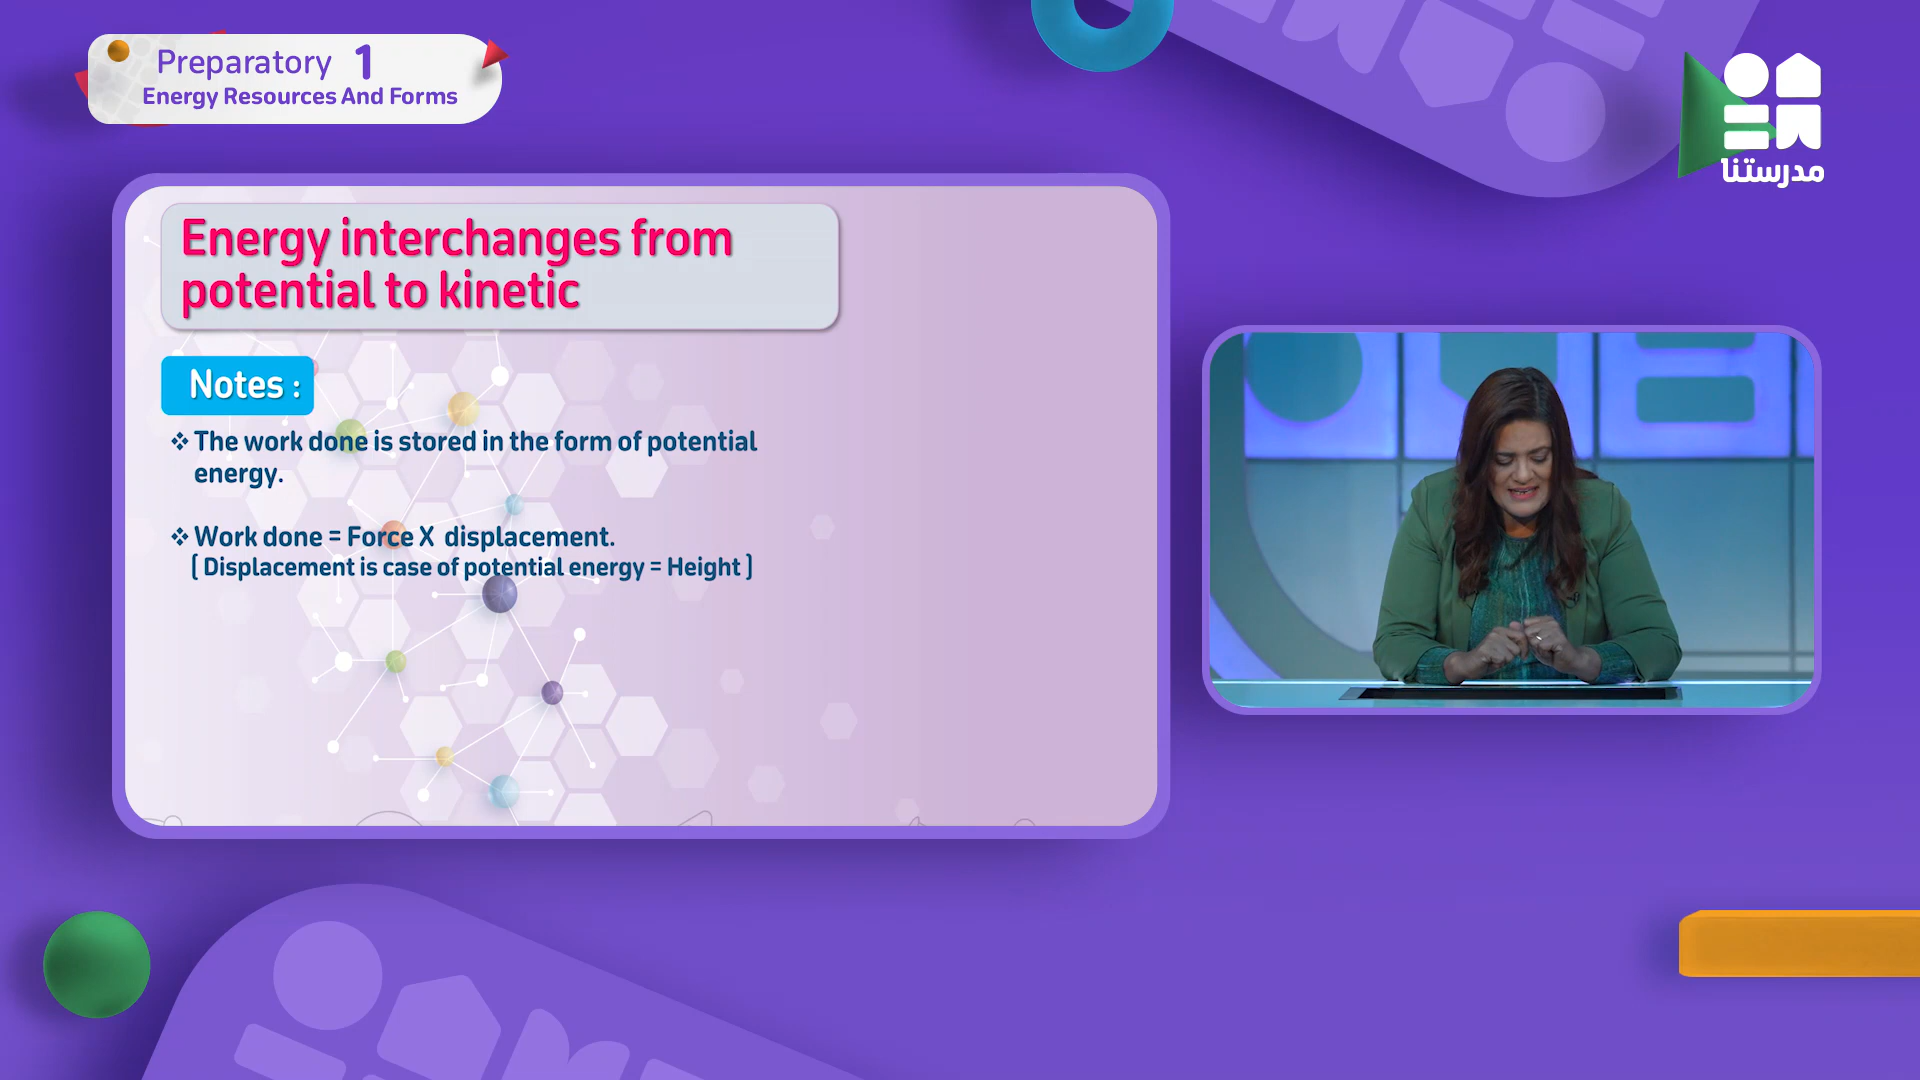 Preparatory 1
Energy Resources And Forms
مدرستنا
Energy interchanges from
potential to kinetic
Notes :
❖ The work done is stored in the form of potential
energy.
❖ Work done = Force X displacement.
( Displacement is case of potential energy = Height )